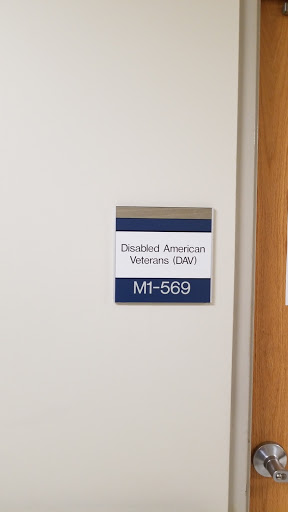 Disabled American
Veterans (DAV)
M1-569